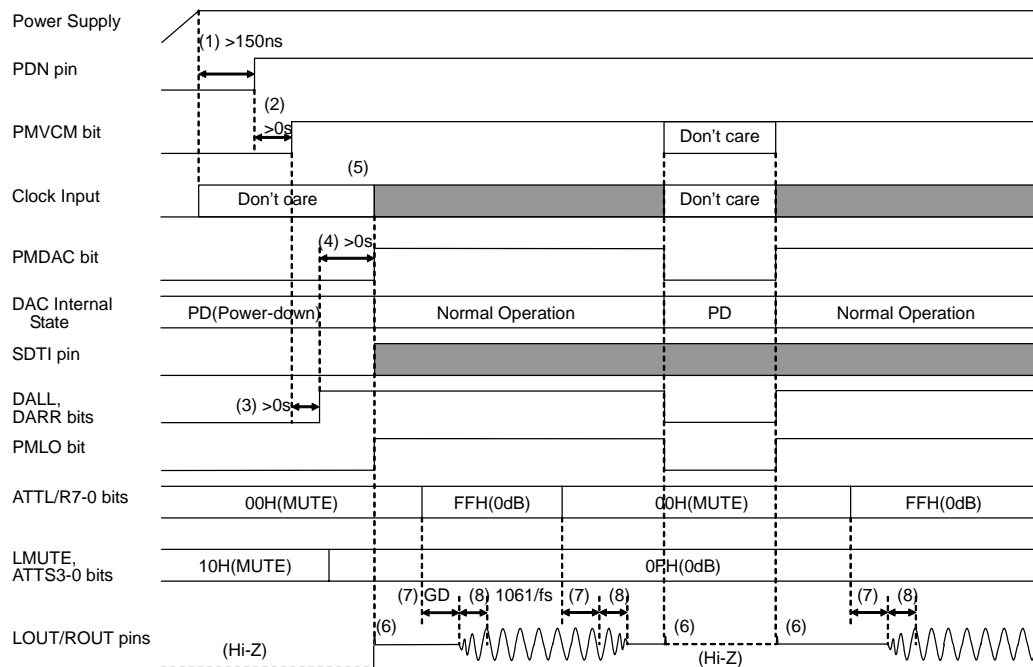 Power Supply
(1) >150ns
PDN pin
(2)
>0s
PMVCM bit
Don't care
(5)
Clock Input
Don't care
Don't care
(4) >0s
PMDAC bit
DAC Internal
State
PD(Power-down)
Normal Operation
PD
Normal Operation
SDTI pin
DALL,
DARR bits
(3) >0s
PMLO bit
ATTL/R7-0 bits
00H(MUTE)
FFH(0dB)
00H(MUTE)
FFH(0dB)
LMUTE,
ATTS3-0 bits
10H(MUTE)
0FH(0dB)
(7) GD
(8)
1061/fs
(7)
(8)
(7)
(8)
LOUT/ROUT pins
(6)
(6)
(6)
(Hi-Z)
(Hi-Z)